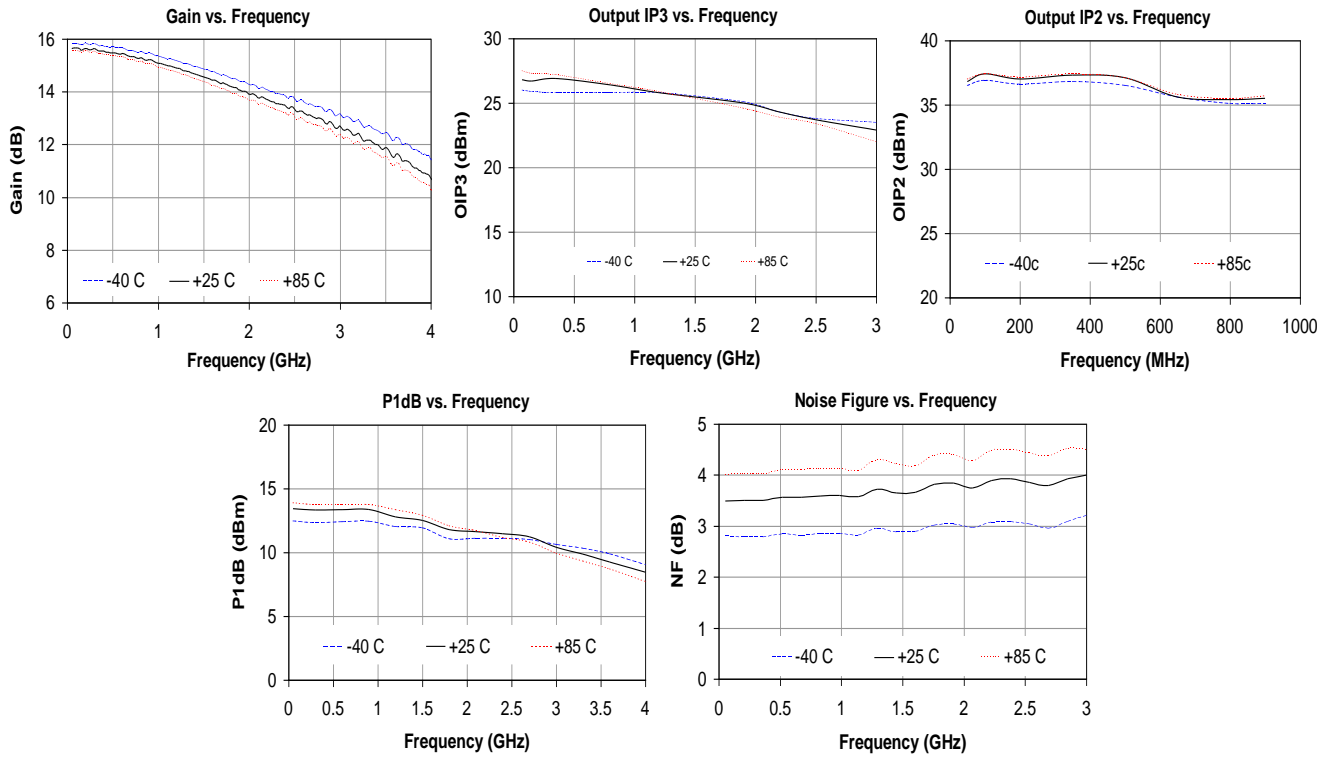 Gain vs. Frequency
16
14
12
10
8
6
Gain (dB)
-40 C
+25 C
+85 C
0
1
2
3
4
Frequency (GHz)
Output IP3 vs. Frequency
30
25
20
15
10
OIP3 (dBm)
-40 C
+25 C
+85 C
0
0.5
1
1.5
2
2.5
3
Frequency (GHz)
Output IP2 vs. Frequency
40
35
30
25
20
OIP2 (dBm)
-40c
+25c
+85c
0
200
400
600
800
1000
Frequency (MHz)
P1dB vs. Frequency
20
15
10
5
0
P1dB (dBm)
-40 C
+25 C
+85 C
0
0.5
1
1.5
2
2.5
3
3.5
4
Frequency (GHz)
Noise Figure vs. Frequency
5
4
3
2
1
0
NF (dB)
-40 C
+25 C
+85 C
0
0.5
1
1.5
2
2.5
3
Frequency (GHz)